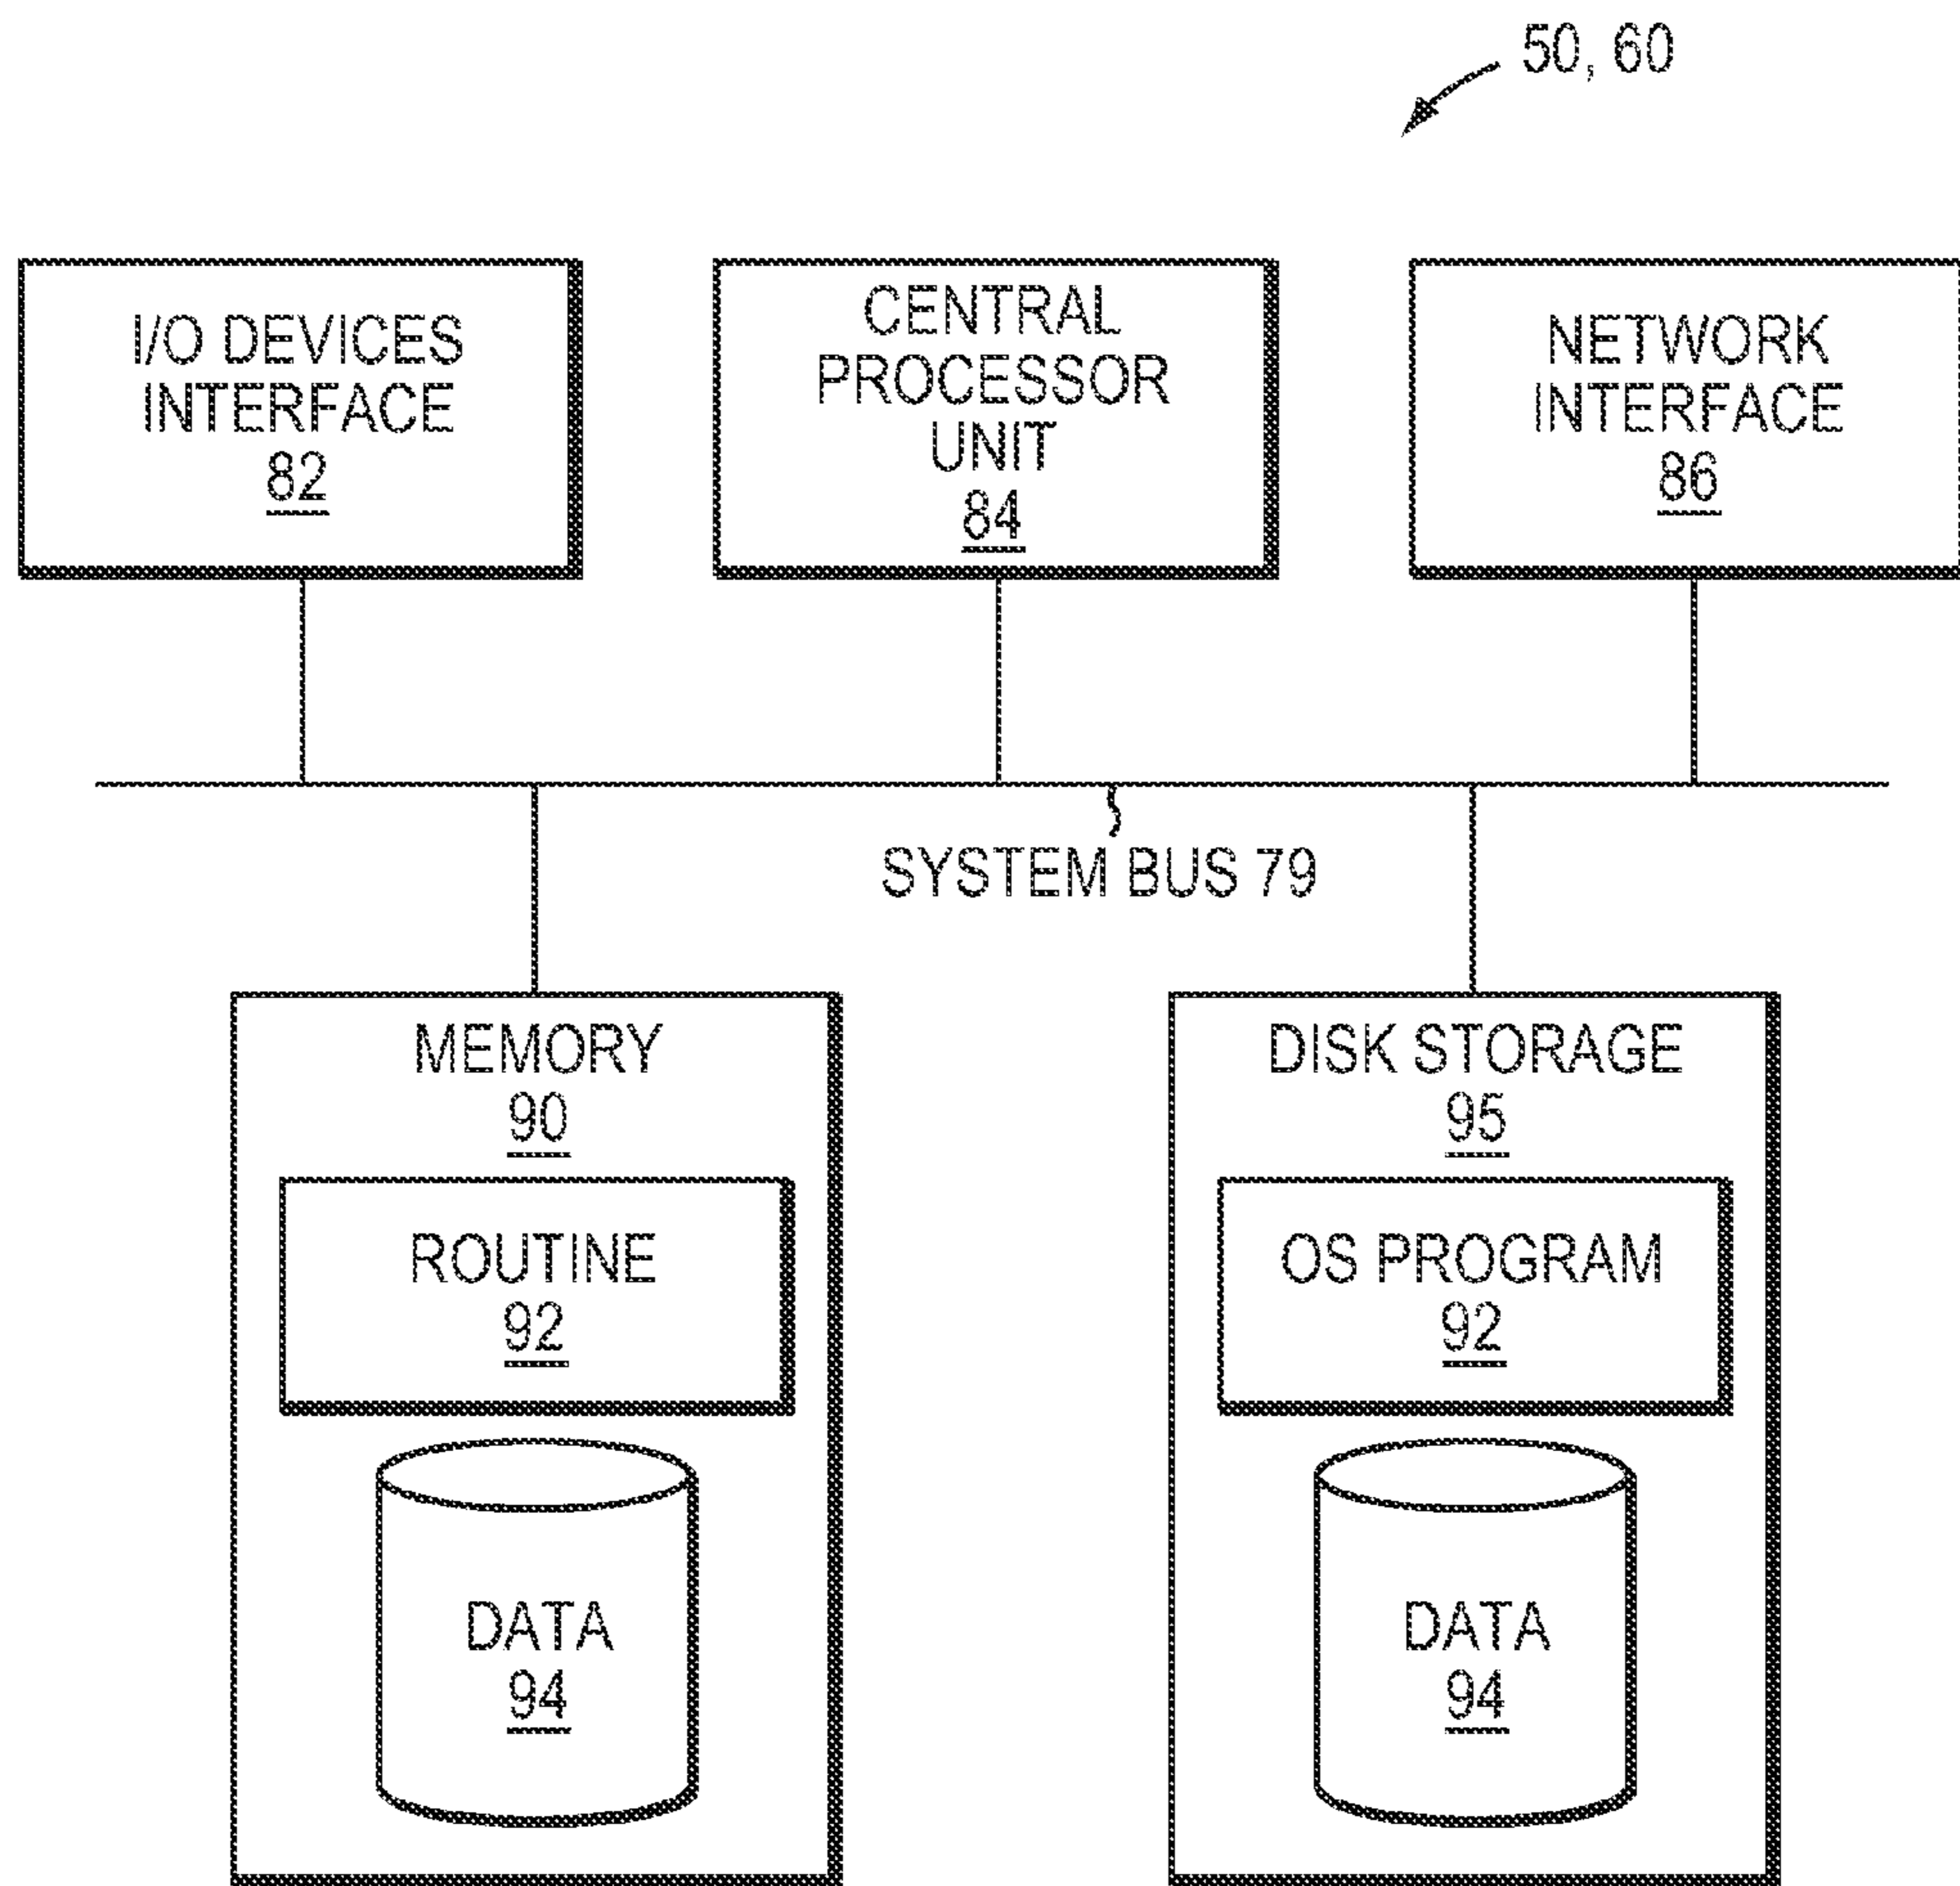 50, 60
I/O DEVICES
INTERFACE
82
CENTRAL
PROCESSOR
UNIT
84
NETWORK
INTERFACE
86
SYSTEM BUS 79
MEMORY
90
ROUTINE
92
DATA
94
DISK STORAGE
95
OS PROGRAM
92
DATA
94